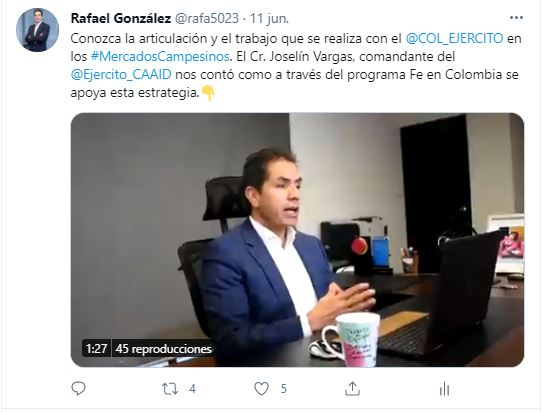 Rafael González @rafa5023 · 11 jun.
Conozca la articulación y el trabajo que se realiza con el @COL_EJERCITO en
los #MercadosCampesinos. El Cr. Joselín Vargas, comandante del
@Ejercito_CAAID nos contó como a través del programa Fe en Colombia se
apoya esta estrategia.👇
1:27 45 reproducciones
4 5